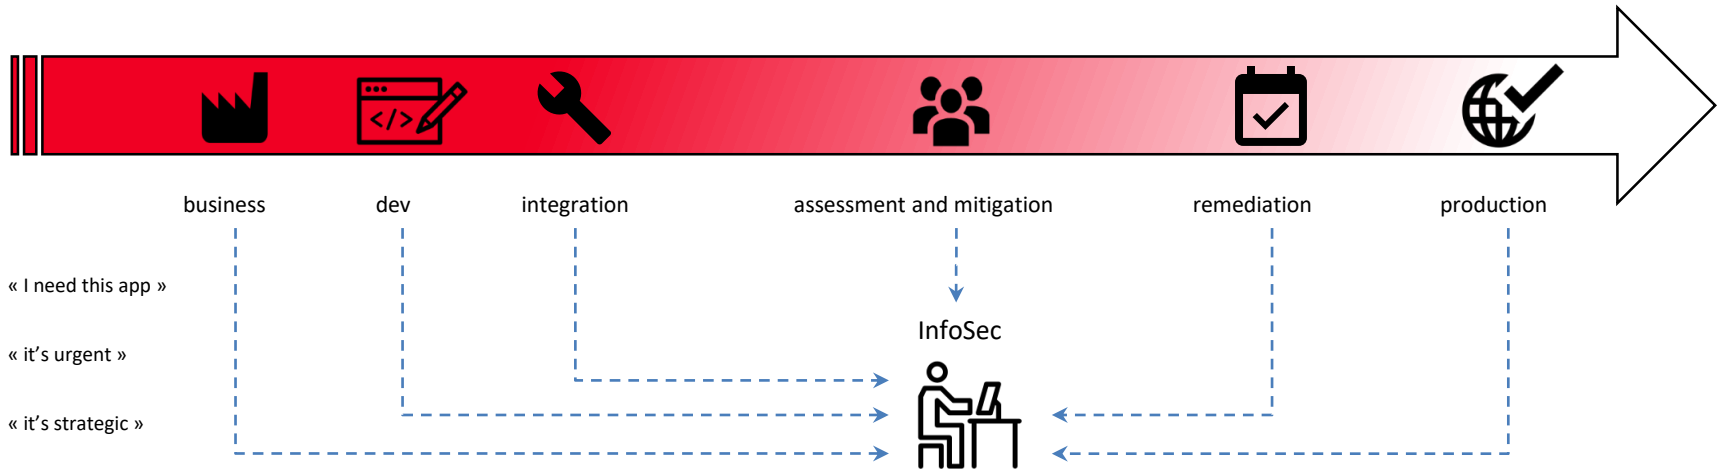 </>
business
dev
integration
assessment and mitigation
remediation
production
« I need this app »
InfoSec
« it's urgent »
« it's strategic »